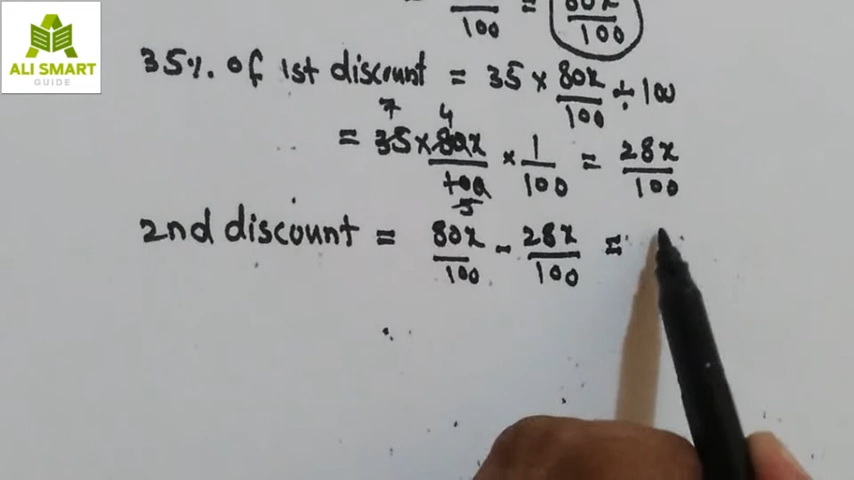 /100 = 80x/100
ALI SMART
GUIDE
35% of 1st discount = 35 × 80x/100 ÷ 100
7 4
= 35 × 80x/100 × 1/100 = 28x/100
5
2nd discount = 80x/100 - 28x/100 =